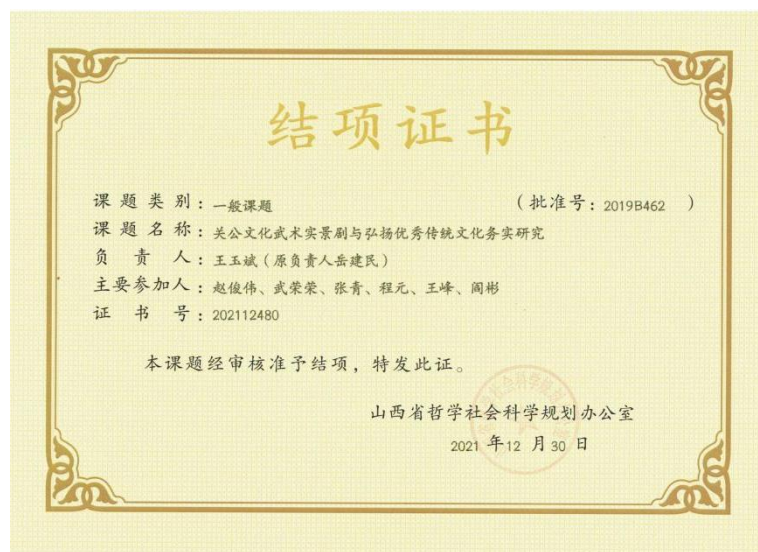 结项证书
课题类别：一般课题 （批准号：2019B462 ）
课题名称：关公文化武术实景剧与弘扬优秀传统文化务实研究
负责人：王玉斌（原负责人岳建民）
主要参加人：赵俊伟、武荣荣、张青、程元、王峰、阎彬
证书号：202112480
本课题经审核准予结项，特发此证。
山西省哲学社会科学规划办公室
2021 年12 月30 日